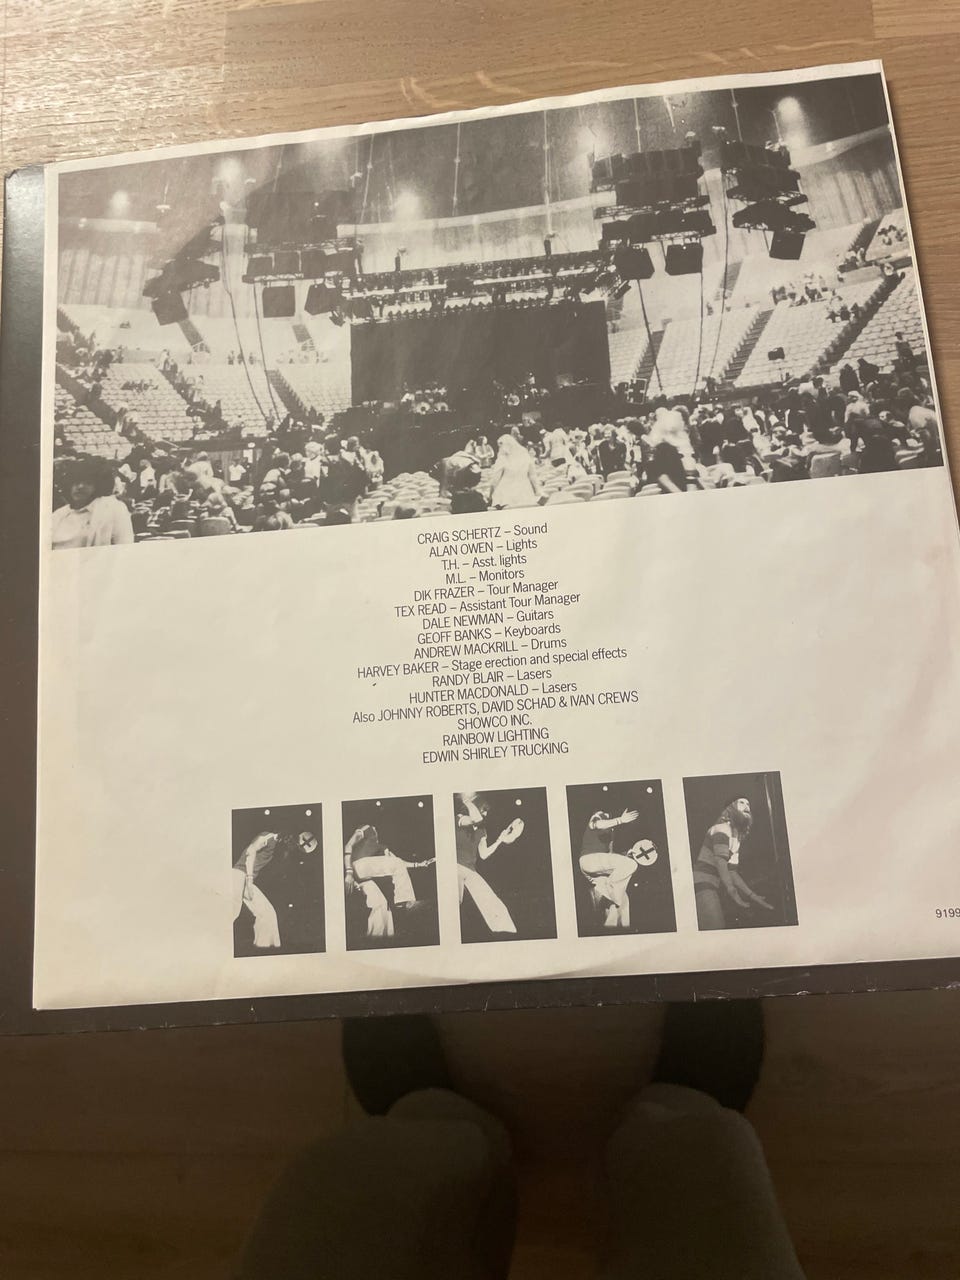 CRAIG SCHERTZ – Sound
ALAN OWEN – Lights
T.H. – Asst. lights
M.L. – Monitors
DIK FRAZER – Tour Manager
TEX READ – Assistant Tour Manager
DALE NEWMAN – Guitars
GEOFF BANKS – Keyboards
ANDREW MACKRILL – Drums
HARVEY BAKER – Stage erection and special effects
RANDY BLAIR – Lasers
HUNTER MACDONALD – Lasers
Also JOHNNY ROBERTS, DAVID SCHAD & IVAN CREWS
SHOWCO INC.
RAINBOW LIGHTING
EDWIN SHIRLEY TRUCKING
9199